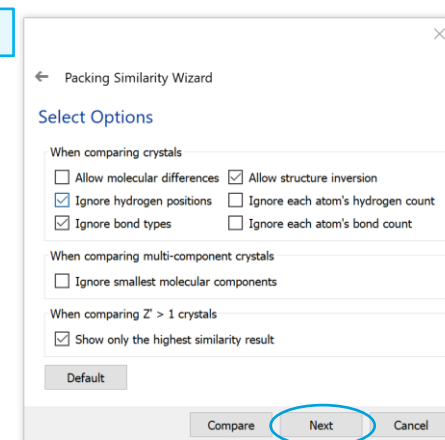 Packing Similarity Wizard
Select Options
When comparing crystals
Allow molecular differences Allow structure inversion
Ignore hydrogen positions Ignore each atom's hydrogen count
Ignore bond types Ignore each atom's bond count
When comparing multi-component crystals
Ignore smallest molecular components
When comparing Z' > 1 crystals
Show only the highest similarity result
Default
Compare Next Cancel